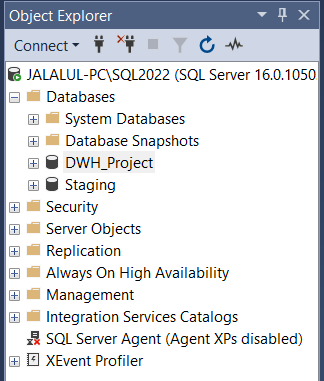 Object Explorer
Connect
JALALUL-PC\SQL2022 (SQL Server 16.0.1050
Databases
System Databases
Database Snapshots
DWH_Project
Staging
Security
Server Objects
Replication
Always On High Availability
Management
Integration Services Catalogs
SQL Server Agent (Agent XPs disabled)
XEvent Profiler